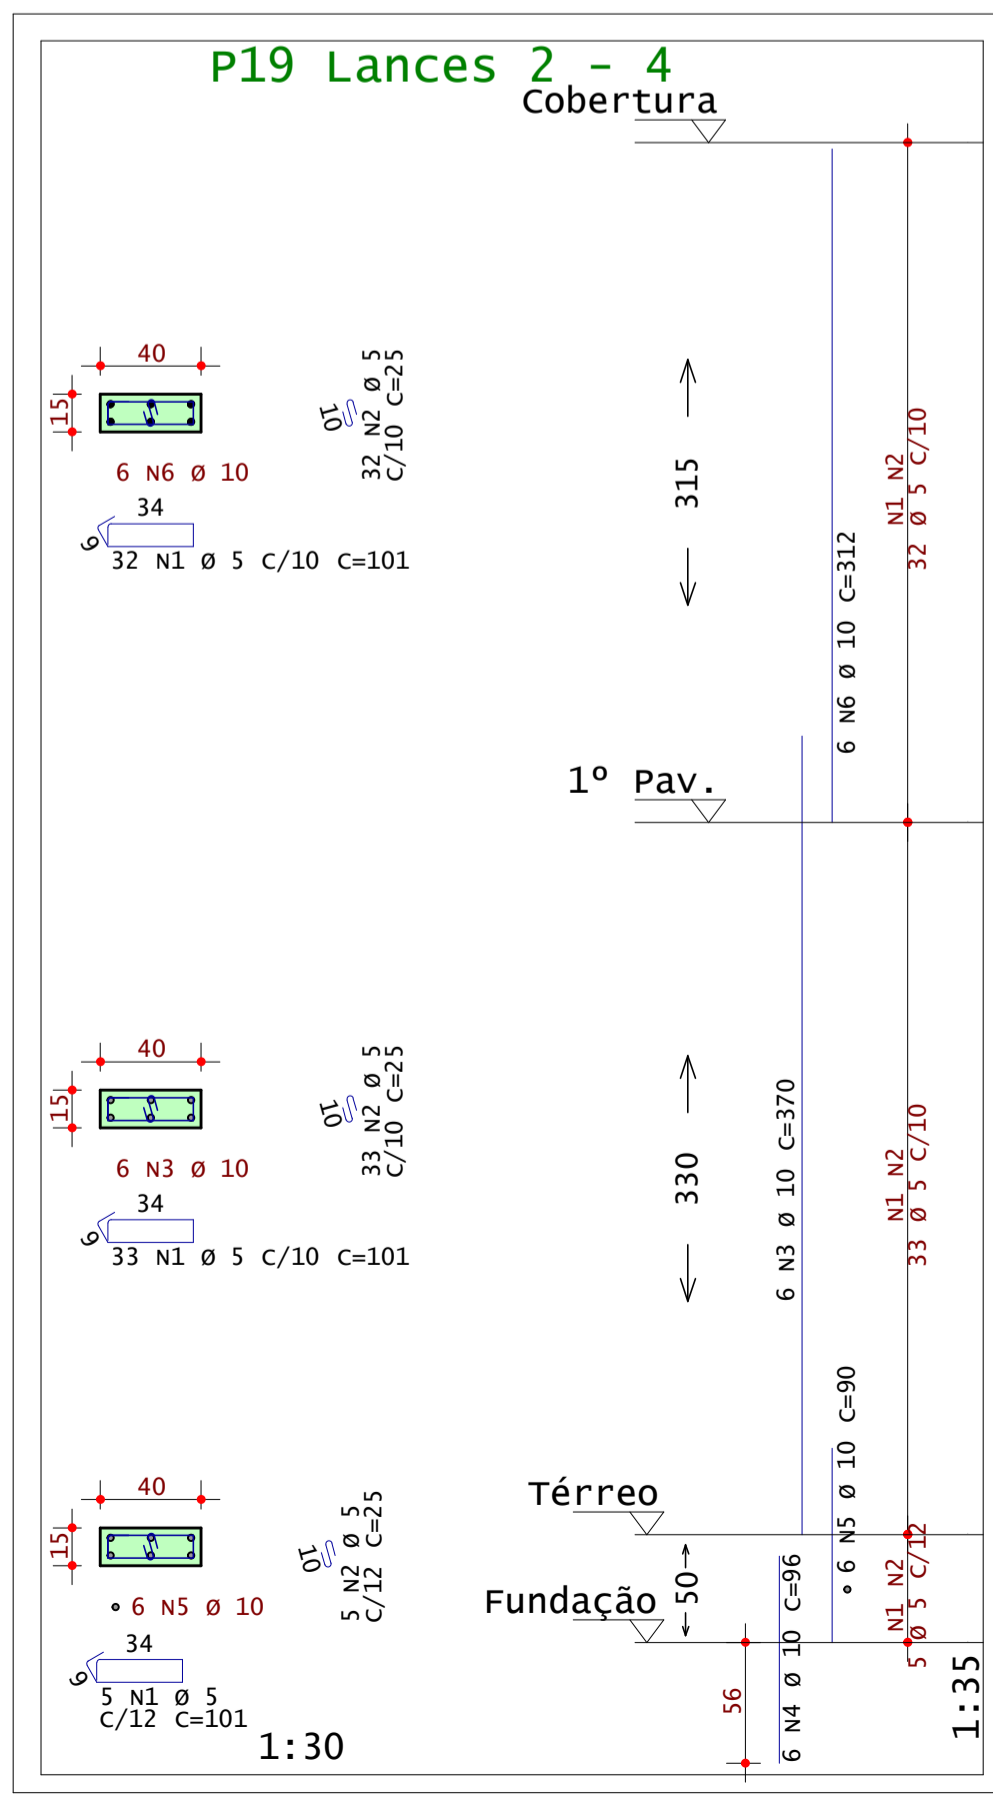 P19 Lances 2 - 4
Cobertura
40
15
6 N6 Ø 10
34
9
32 N1 Ø 5 C/10 C=101
10
32 N2 Ø 5
C/10 C=25
315
6 N6 Ø 10 C=312
N1 N2
32 Ø 5 C/10
1º Pav.
40
15
6 N3 Ø 10
34
9
33 N1 Ø 5 C/10 C=101
10
33 N2 Ø 5
C/10 C=25
330
6 N3 Ø 10 C=370
N1 N2
33 Ø 5 C/10
Térreo
40
15
6 N5 Ø 10
34
9
5 N1 Ø 5
C/12 C=101
10
5 N2 Ø 5
C/12 C=25
50
Fundação
6 N5 Ø 10 C=90
N1 N2
5 Ø 5 C/12
56
6 N4 Ø 10 C=96
1:30
1:35